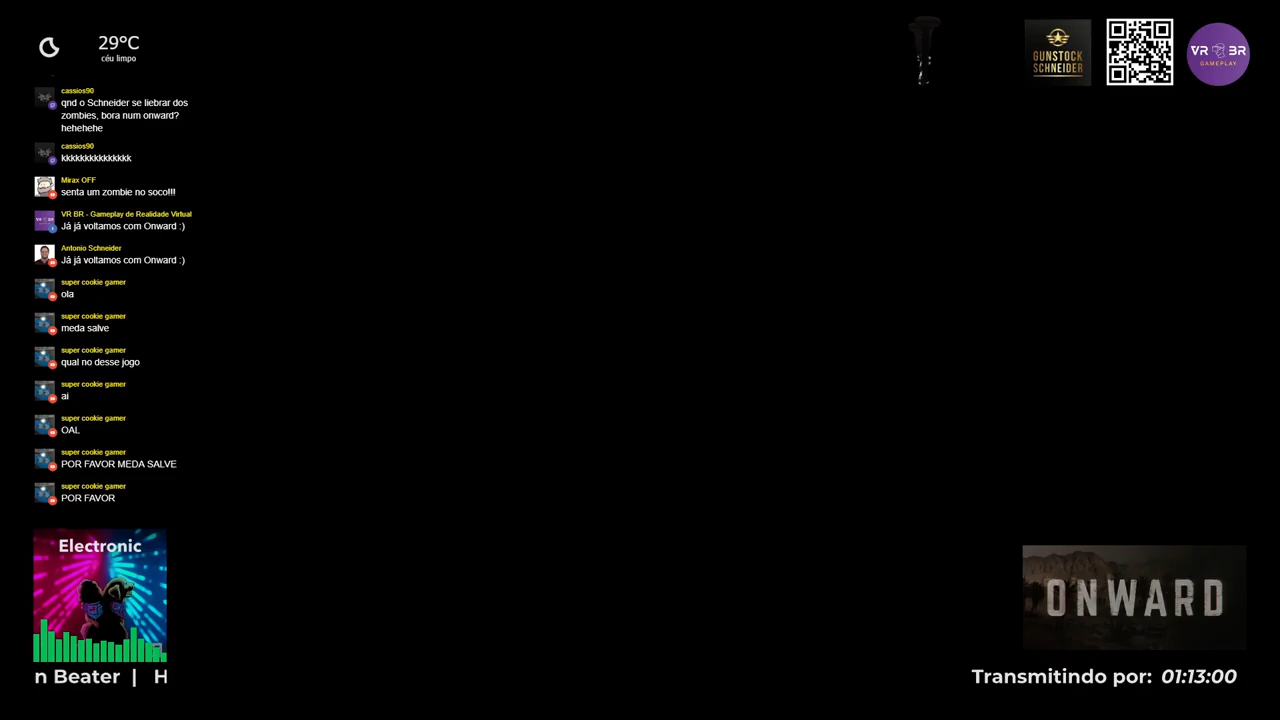 29°C
céu limpo
GUNSTOCK
SCHNEIDER
VR BR
GAMEPLAY
cassios90
qnd o Schneider se liebrar dos
zombies, bora num onward?
hehehehe
cassios90
kkkkkkkkkkkkkkk
Mirax OFF
senta um zombie no soco!!!
VR BR - Gameplay de Realidade Virtual
Já já voltamos com Onward :)
Antonio Schneider
Já já voltamos com Onward :)
super cookie gamer
ola
super cookie gamer
meda salve
super cookie gamer
qual no desse jogo
super cookie gamer
ai
super cookie gamer
OAL
super cookie gamer
POR FAVOR MEDA SALVE
super cookie gamer
POR FAVOR
Electronic
n Beater | H
ONWARD
Transmitindo por: 01:13:00